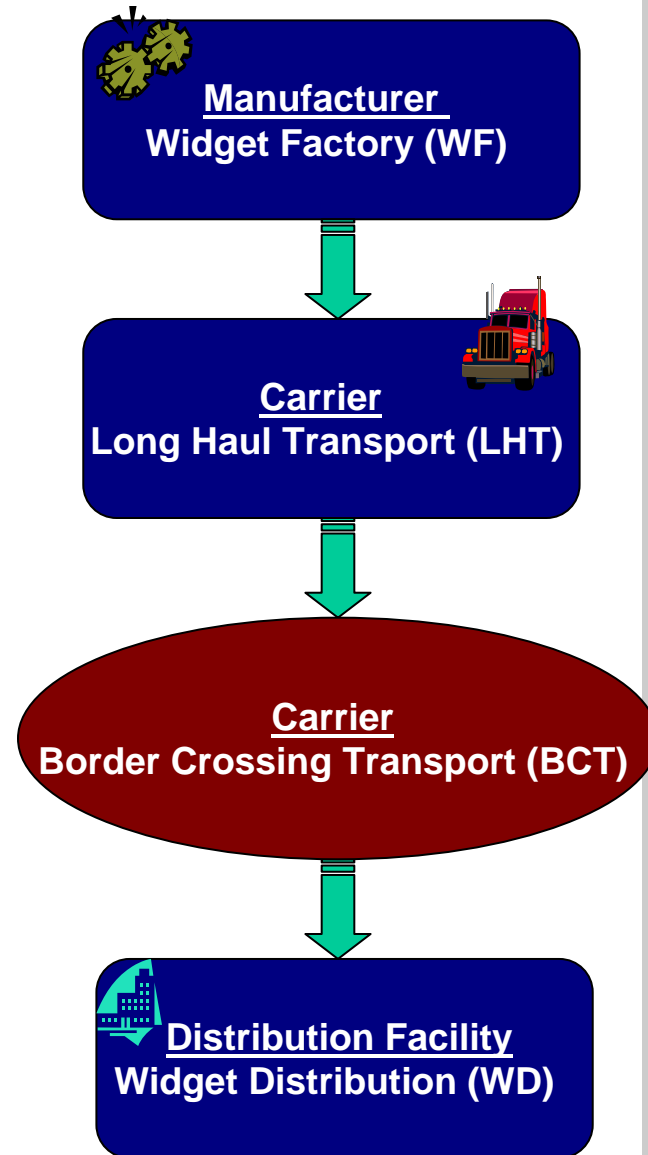 Manufacturer
Widget Factory (WF)
Carrier
Long Haul Transport (LHT)
Carrier
Border Crossing Transport (BCT)
Distribution Facility
Widget Distribution (WD)